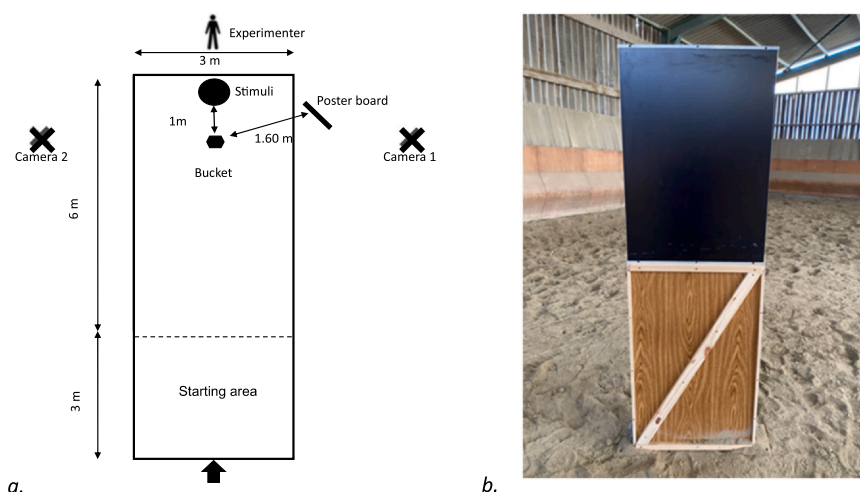 Experimenter
3 m
Stimuli
Poster board
1m
1.60 m
Camera 2
Camera 1
Bucket
6 m
Starting area
3 m
a.
b.